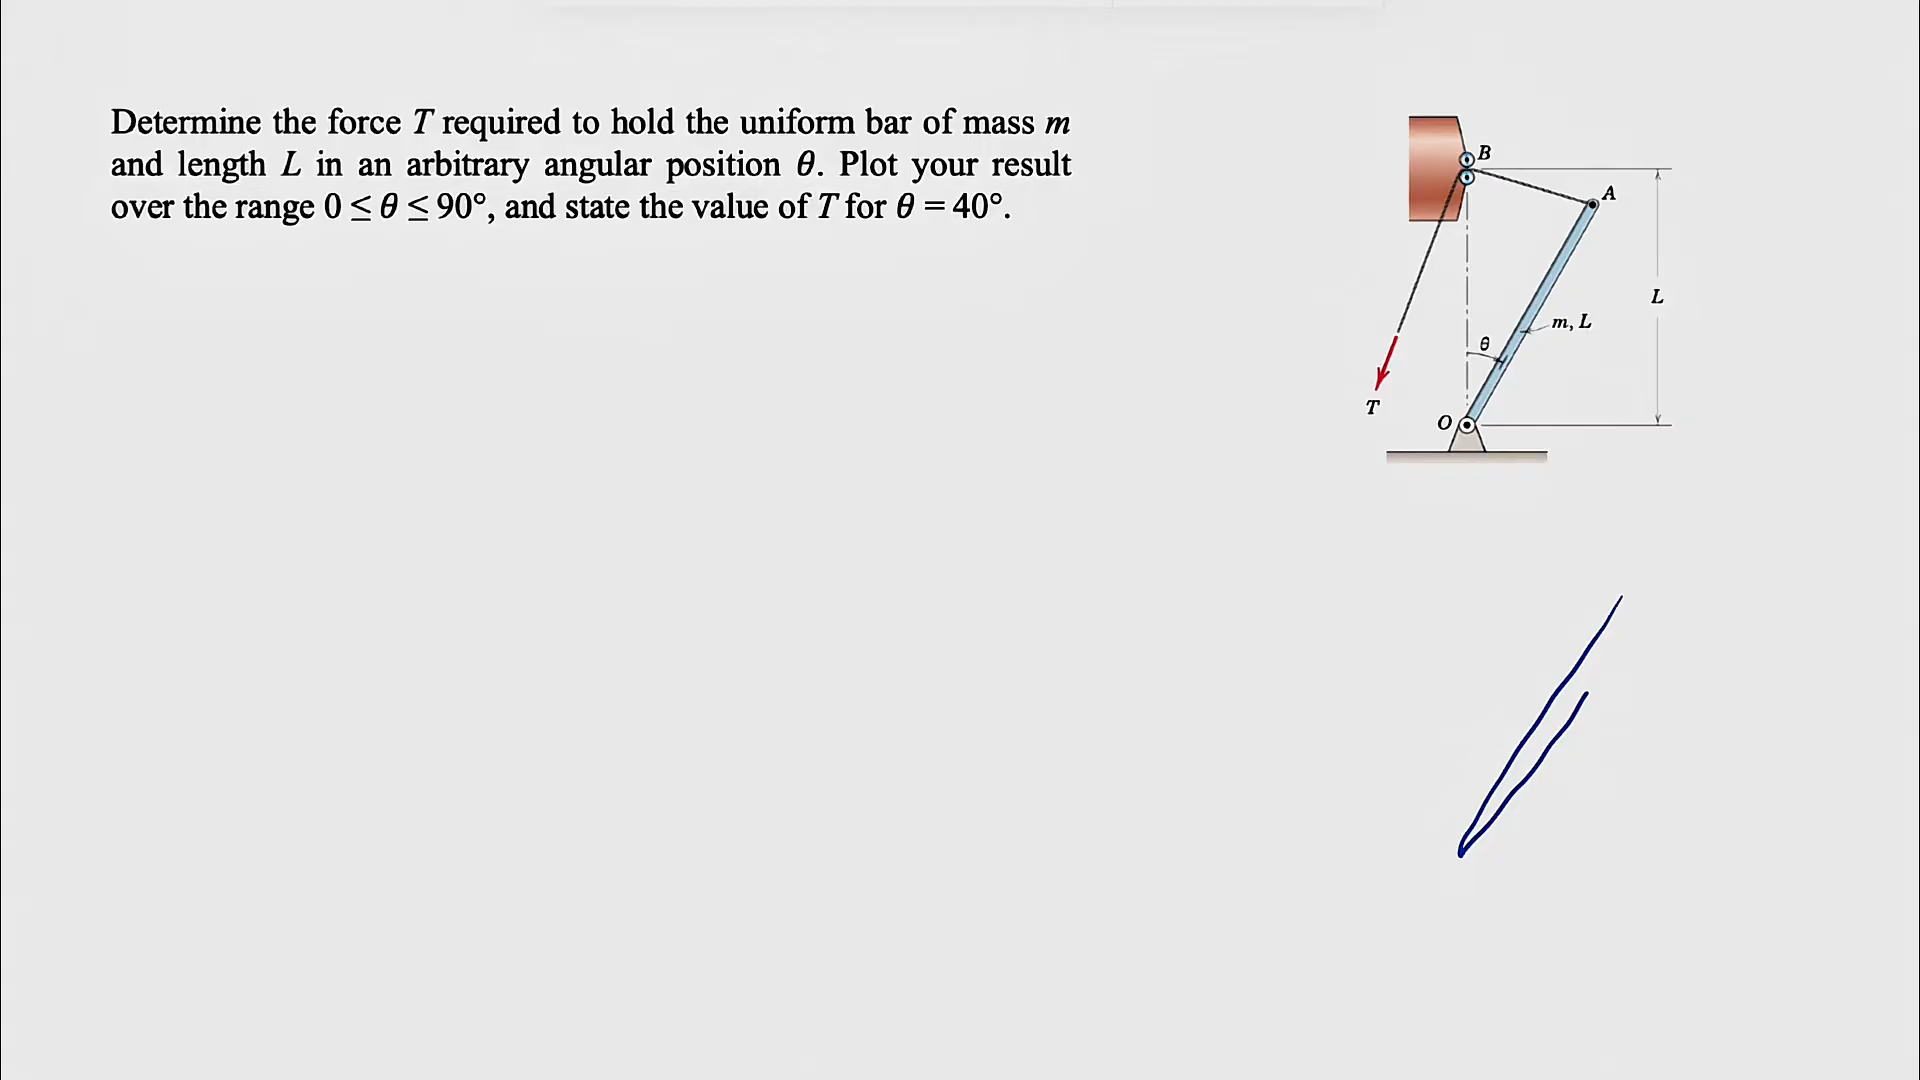 Determine the force T required to hold the uniform bar of mass m
and length L in an arbitrary angular position θ. Plot your result
over the range 0 ≤ θ ≤ 90°, and state the value of T for θ = 40°.
B
A
L
m, L
θ
T
O